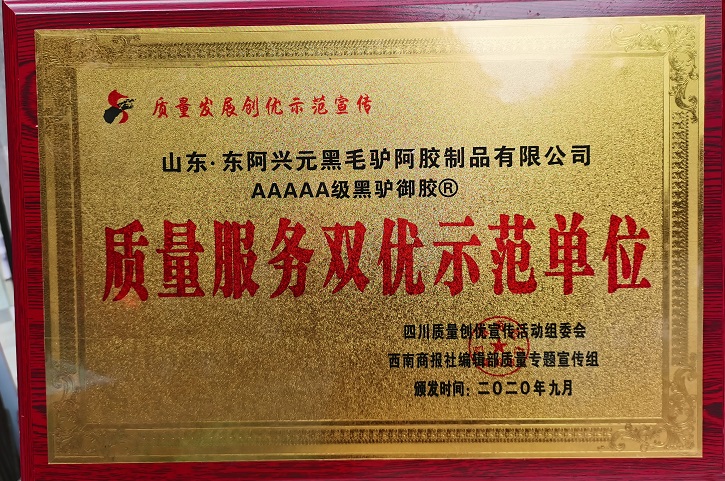 质量发展创优示范宣传
山东·东阿兴元黑毛驴阿胶制品有限公司
AAAAA级黑驴御胶®
质量服务双优示范单位
四川质量创优宣传活动组委会
西南商报社编辑部质量专题宣传组
颁发时间：二〇二〇年九月